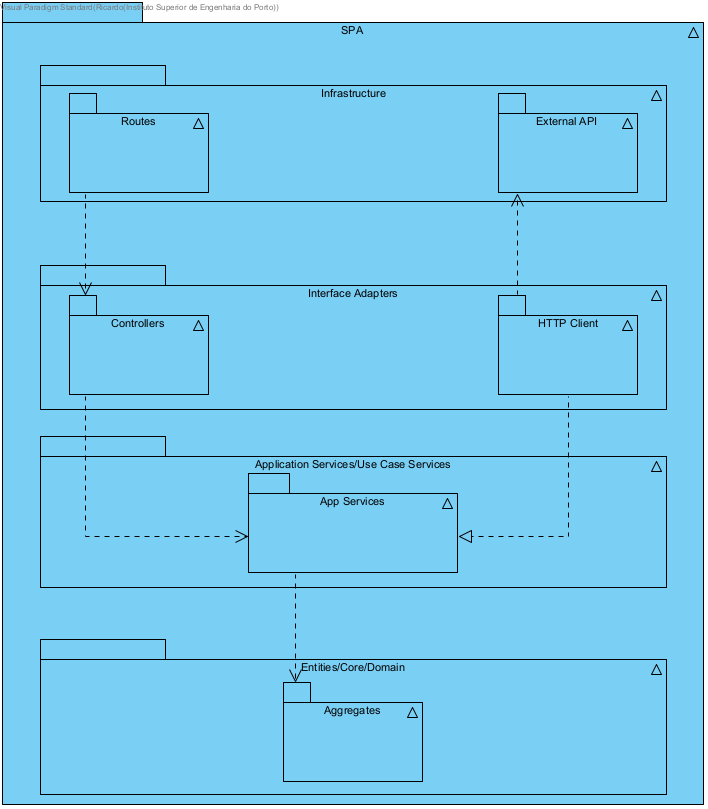 Visual Paradigm Standard(Ricardo(Instituto Superior de Engenharia do Porto))
SPA
Infrastructure
Routes
External API
Interface Adapters
Controllers
HTTP Client
Application Services/Use Case Services
App Services
Entities/Core/Domain
Aggregates